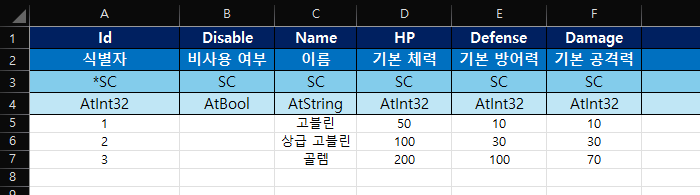 A B C D E F
1 Id Disable Name HP Defense Damage
2 식별자 비사용 여부 이름 기본 체력 기본 방어력 기본 공격력
3 *SC SC SC SC SC SC
4 AtInt32 AtBool AtString AtInt32 AtInt32 AtInt32
5 1 고블린 50 10 10
6 2 상급 고블린 100 30 30
7 3 골렘 200 100 70
8
9